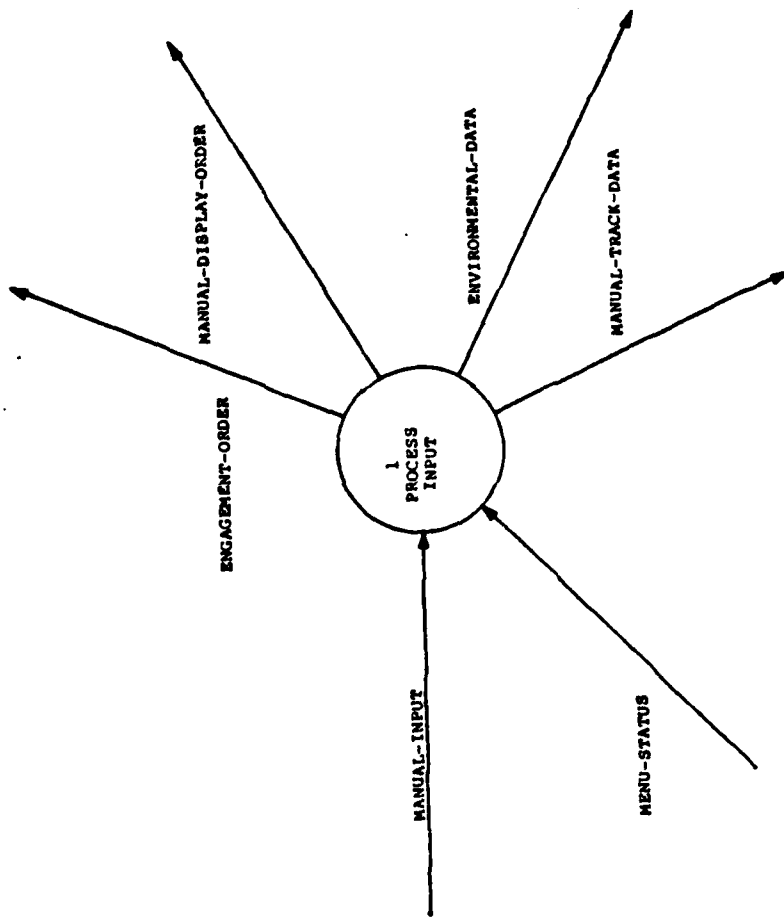 ENGAGEMENT-ORDER
MANUAL-DISPLAY-ORDER
MANUAL-INPUT
1
PROCESS
INPUT
ENVIRONMENTAL-DATA
MENU-STATUS
MANUAL-TRACK-DATA